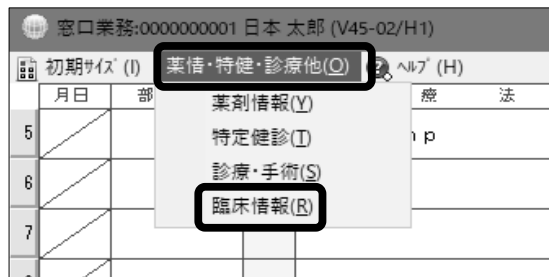 窓口業務:0000000001 日本 太郎 (V45-02/H1)
初期ｻｲｽﾞ (I) 薬情・特健・診療他(O) ﾍﾙﾌﾟ (H)
月日 部 療 法
薬剤情報(Y)
5 特定健診(T) p
診療・手術(S)
6 臨床情報(R)
7